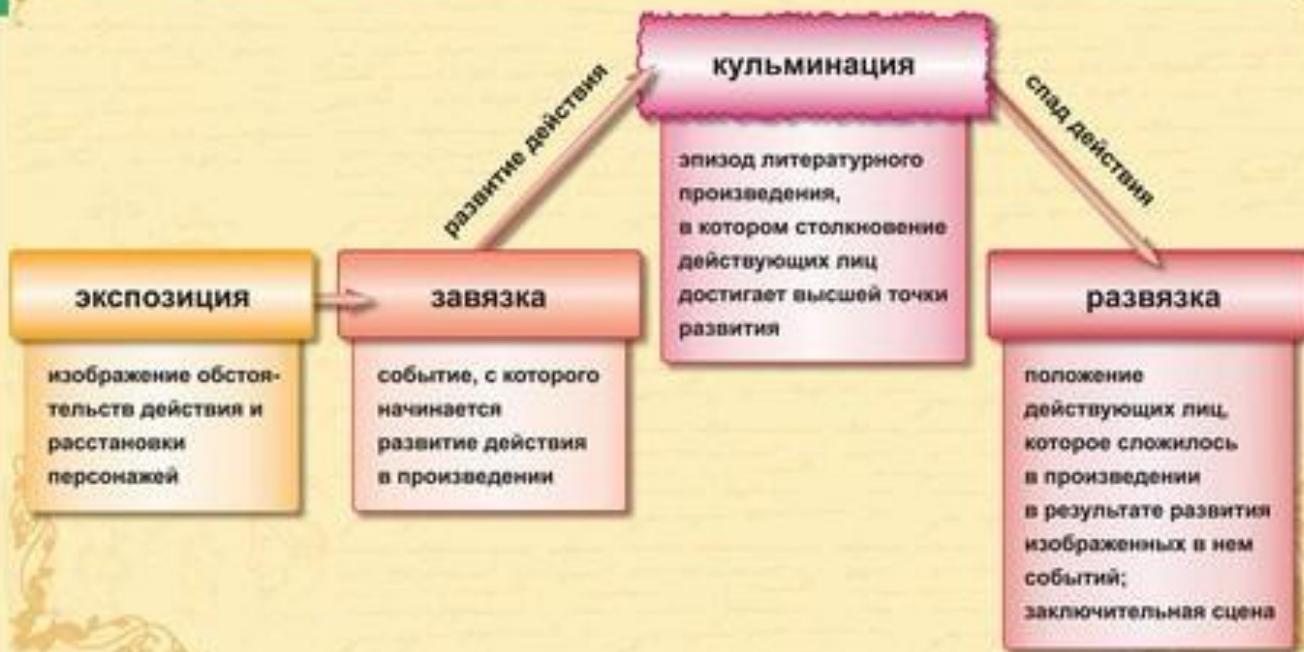 экспозиция
изображение обстоя-
тельств действия и
расстановки
персонажей
завязка
событие, с которого
начинается
развитие действия
в произведении
развитие действия
кульминация
эпизод литературного
произведения,
в котором столкновение
действующих лиц
достигает высшей точки
развития
спад действия
развязка
положение
действующих лиц,
которое сложилось
в произведении
в результате развития
изображенных в нем
событий;
заключительная сцена